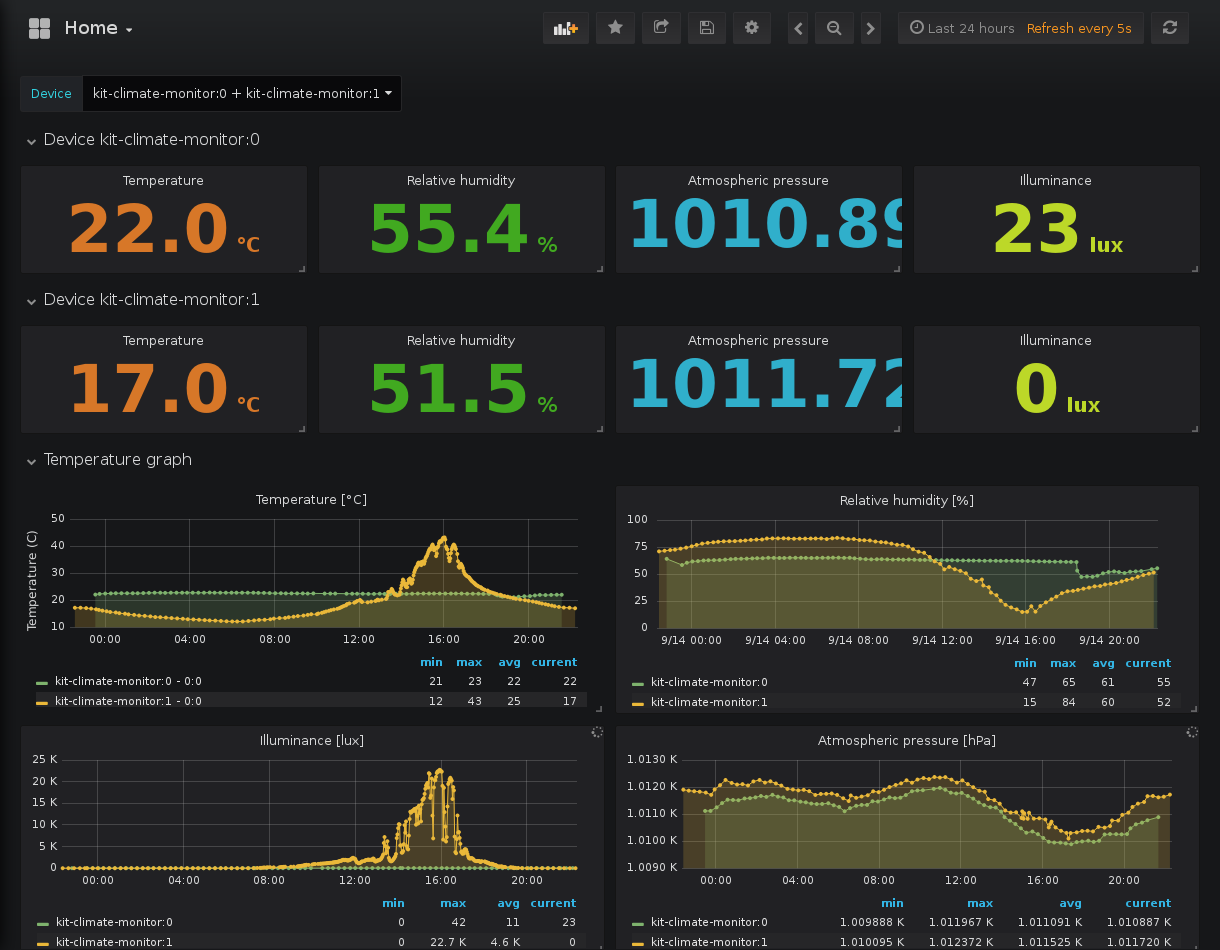 Home
Last 24 hours Refresh every 5s
Device kit-climate-monitor:0 + kit-climate-monitor:1
Device kit-climate-monitor:0
Temperature Relative humidity Atmospheric pressure Illuminance
22.0 °C 55.4 % 1010.89 23 lux
Device kit-climate-monitor:1
Temperature Relative humidity Atmospheric pressure Illuminance
17.0 °C 51.5 % 1011.72 0 lux
Temperature graph
Temperature [°C]
Temperature (C)
50
40
30
20
10
00:00 04:00 08:00 12:00 16:00 20:00
min max avg current
kit-climate-monitor:0 - 0:0 21 23 22 22
kit-climate-monitor:1 - 0:0 12 43 25 17
Relative humidity [%]
100
75
50
25
0
9/14 00:00 9/14 04:00 9/14 08:00 9/14 12:00 9/14 16:00 9/14 20:00
min max avg current
kit-climate-monitor:0 47 65 61 55
kit-climate-monitor:1 15 84 60 52
Illuminance [lux]
25 K
20 K
15 K
10 K
5 K
0
00:00 04:00 08:00 12:00 16:00 20:00
min max avg current
kit-climate-monitor:0 0 42 11 23
kit-climate-monitor:1 0 22.7 K 4.6 K 0
Atmospheric pressure [hPa]
1.0130 K
1.0120 K
1.0110 K
1.0100 K
1.0090 K
00:00 04:00 08:00 12:00 16:00 20:00
min max avg current
kit-climate-monitor:0 1.009888 K 1.011967 K 1.011091 K 1.010887 K
kit-climate-monitor:1 1.010095 K 1.012372 K 1.011525 K 1.011720 K